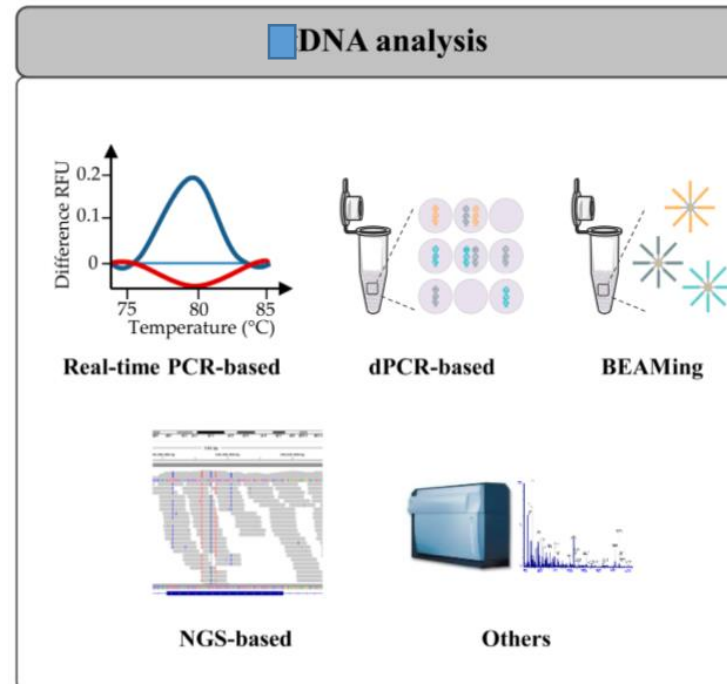 DNA analysis
Difference RFU
0.2
0.1
0
75
80
85
Temperature (°C)
Real-time PCR-based
dPCR-based
BEAMing
NGS-based
Others